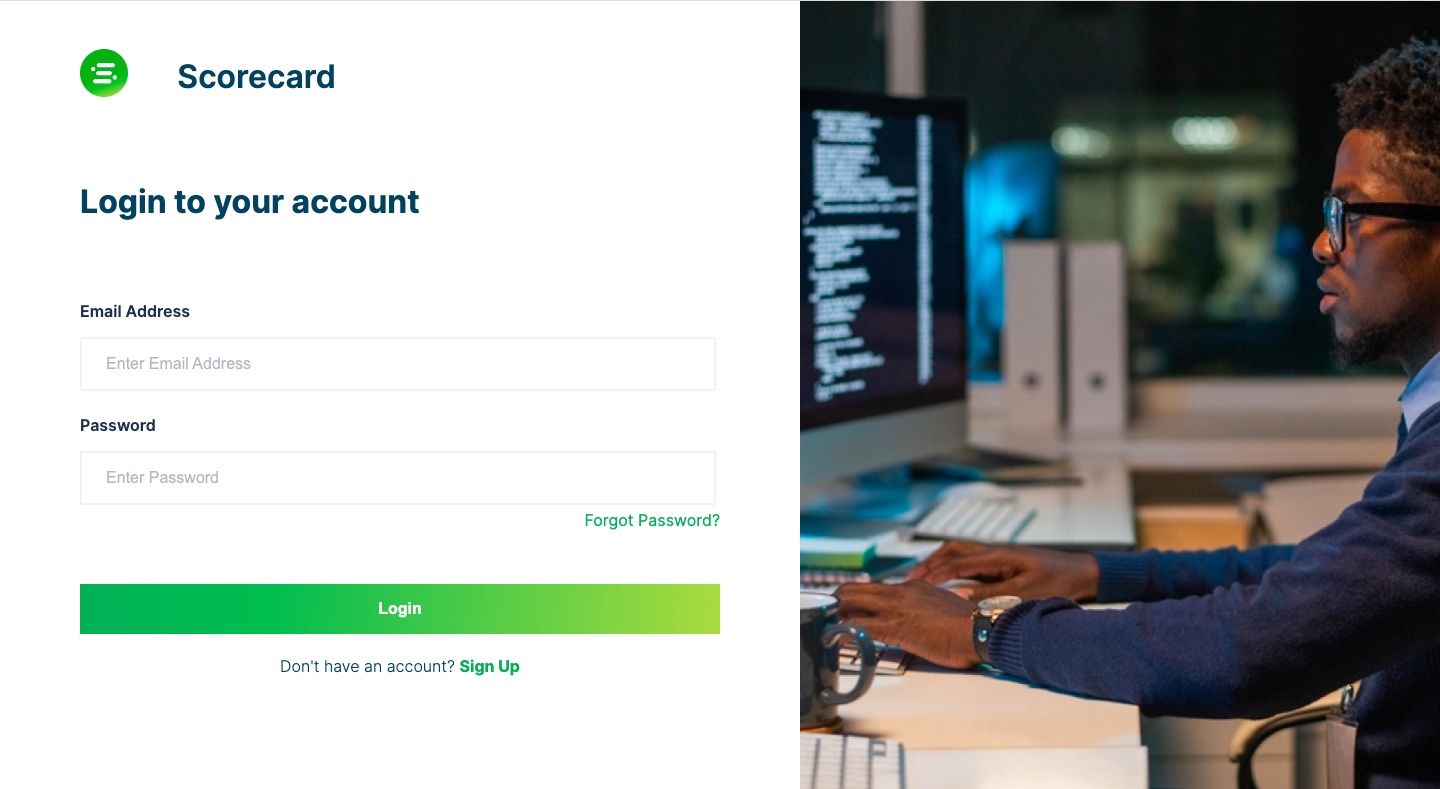 Scorecard
Login to your account
Email Address
Enter Email Address
Password
Enter Password
Forgot Password?
Login
Don't have an account? Sign Up